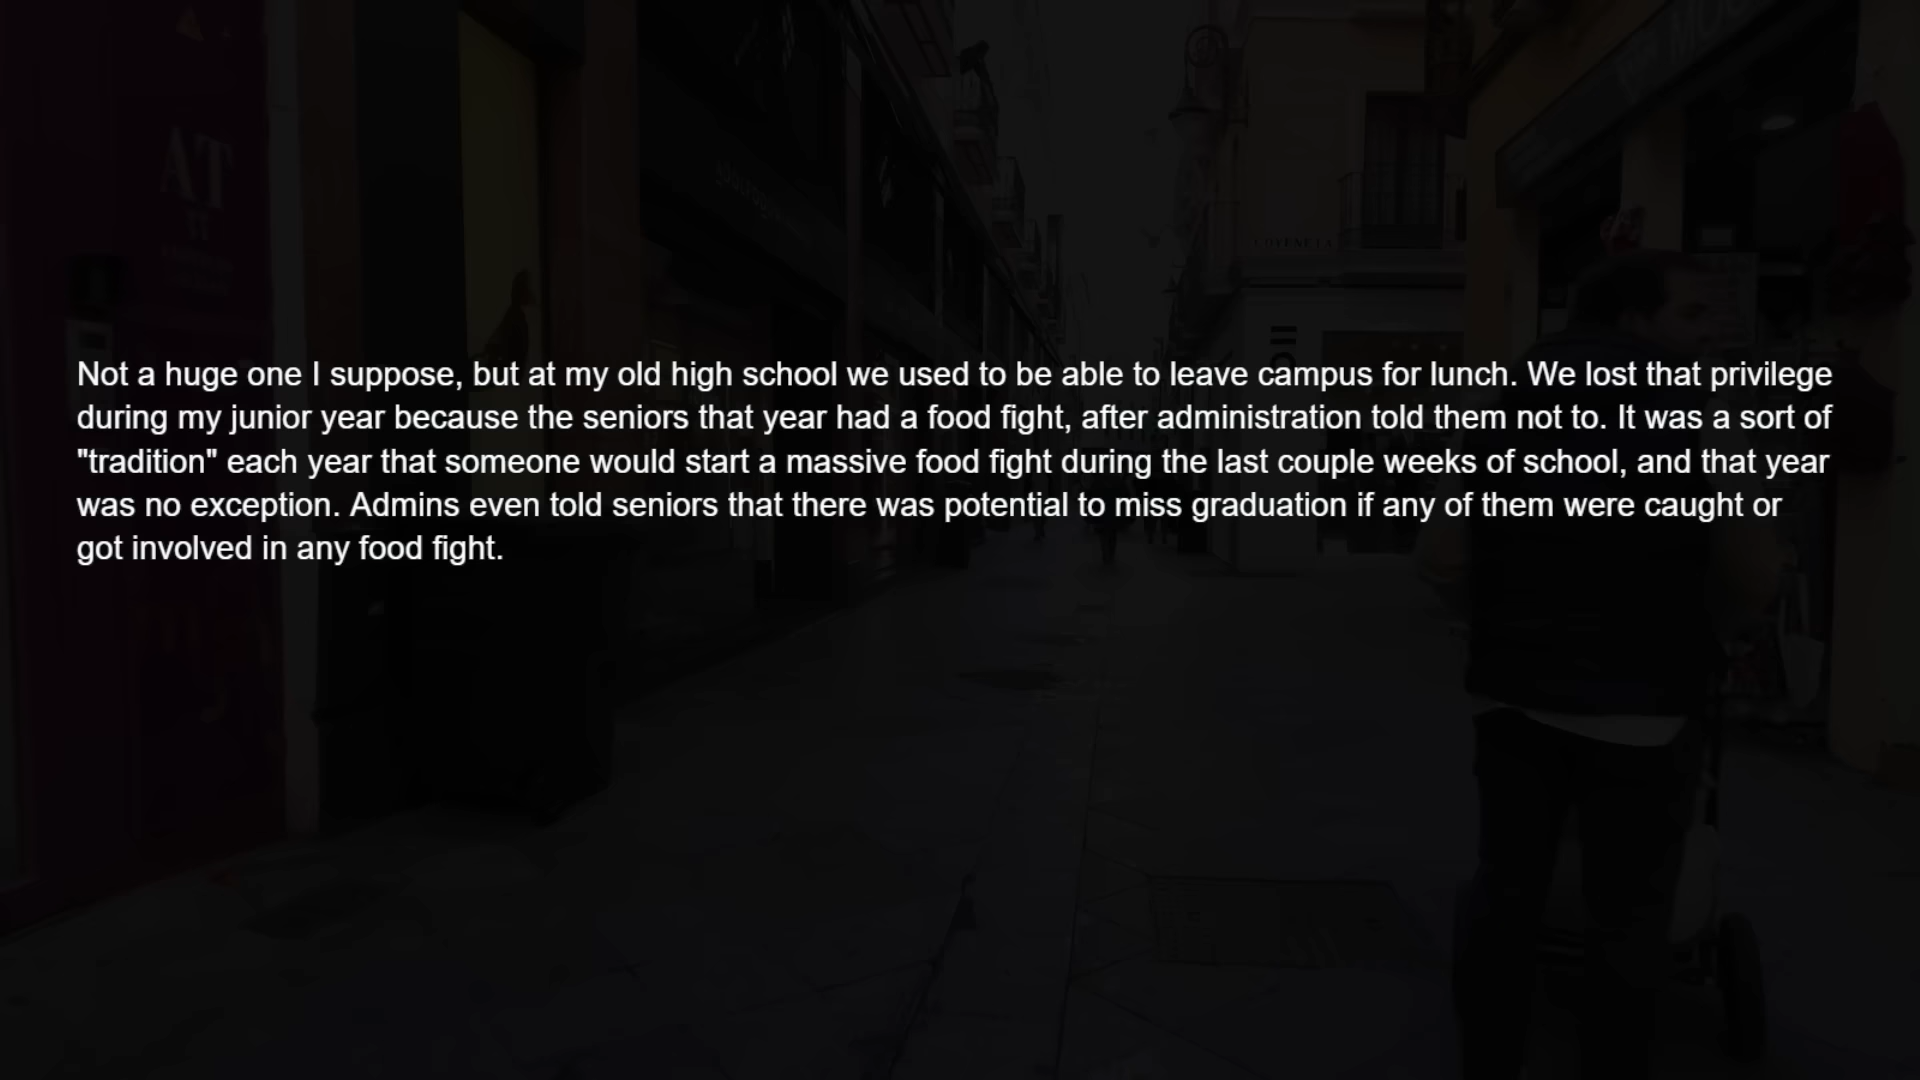 AT
Not a huge one I suppose, but at my old high school we used to be able to leave campus for lunch. We lost that privilege
during my junior year because the seniors that year had a food fight, after administration told them not to. It was a sort of
"tradition" each year that someone would start a massive food fight during the last couple weeks of school, and that year
was no exception. Admins even told seniors that there was potential to miss graduation if any of them were caught or
got involved in any food fight.